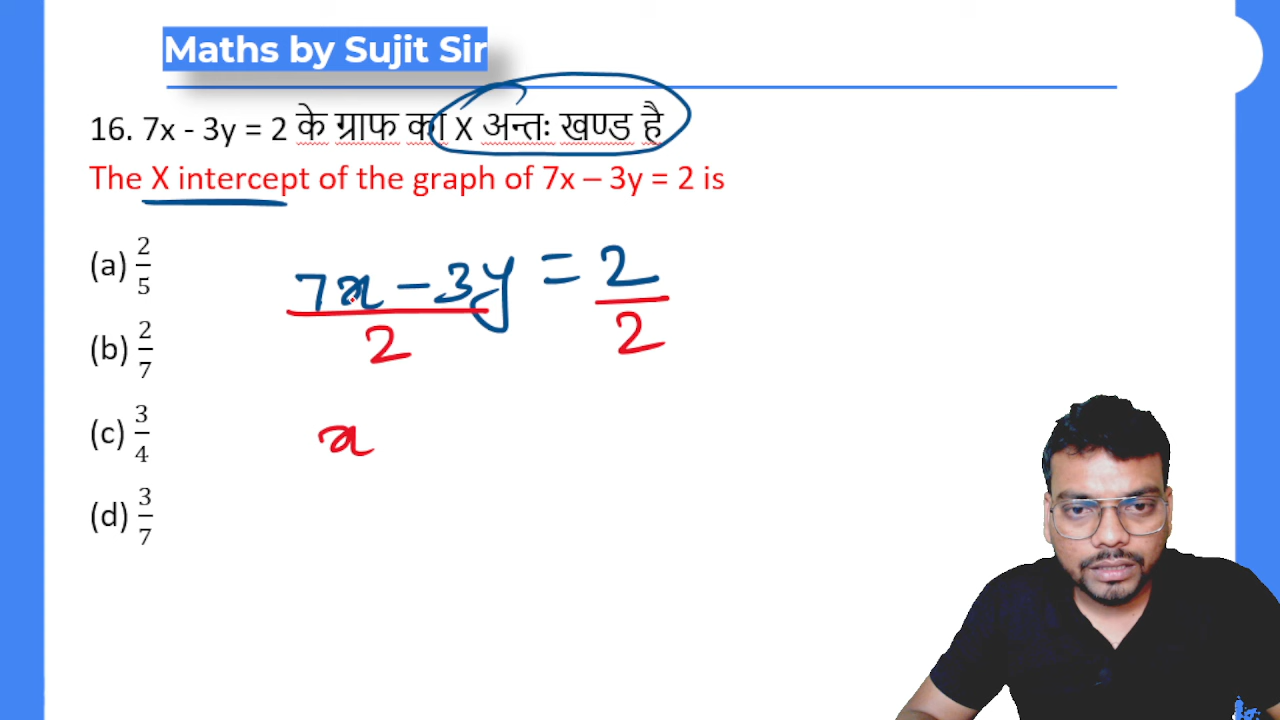 Maths by Sujit Sir
16. 7x - 3y = 2 के ग्राफ का X अन्तः खण्ड है
The X intercept of the graph of 7x – 3y = 2 is
(a) 2/5
(b) 2/7
(c) 3/4
(d) 3/7
7x - 3y = 2
2 2
x